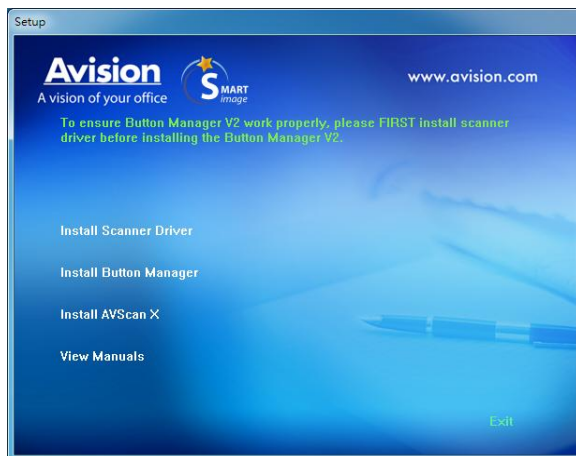 Setup
Avision
A vision of your office
SMART
Image
www.avision.com
To ensure Button Manager V2 work properly, please FIRST install scanner
driver before installing the Button Manager V2.
Install Scanner Driver
Install Button Manager
Install AVScan X
View Manuals
Exit